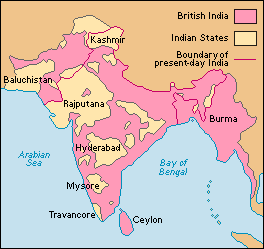 British India
Indian States
Boundary of
present-day India
Kashmir
Baluchistan
Rajputana
Burma
Hyderabad
Arabian
Sea
Bay of
Bengal
Mysore
Travancore
Ceylon